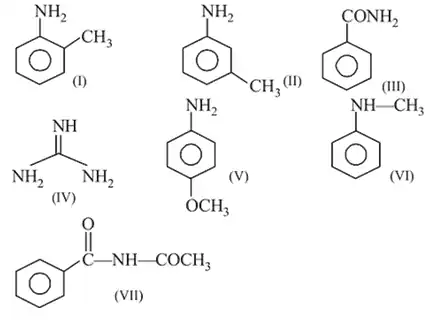 NH₂
CH₃
(I)
NH₂
CH₃ (II)
CONH₂
(III)
NH
NH₂ NH₂
(IV)
NH₂
(V)
OCH₃
NH—CH₃
(VI)
O
C—NH—COCH₃
(VII)